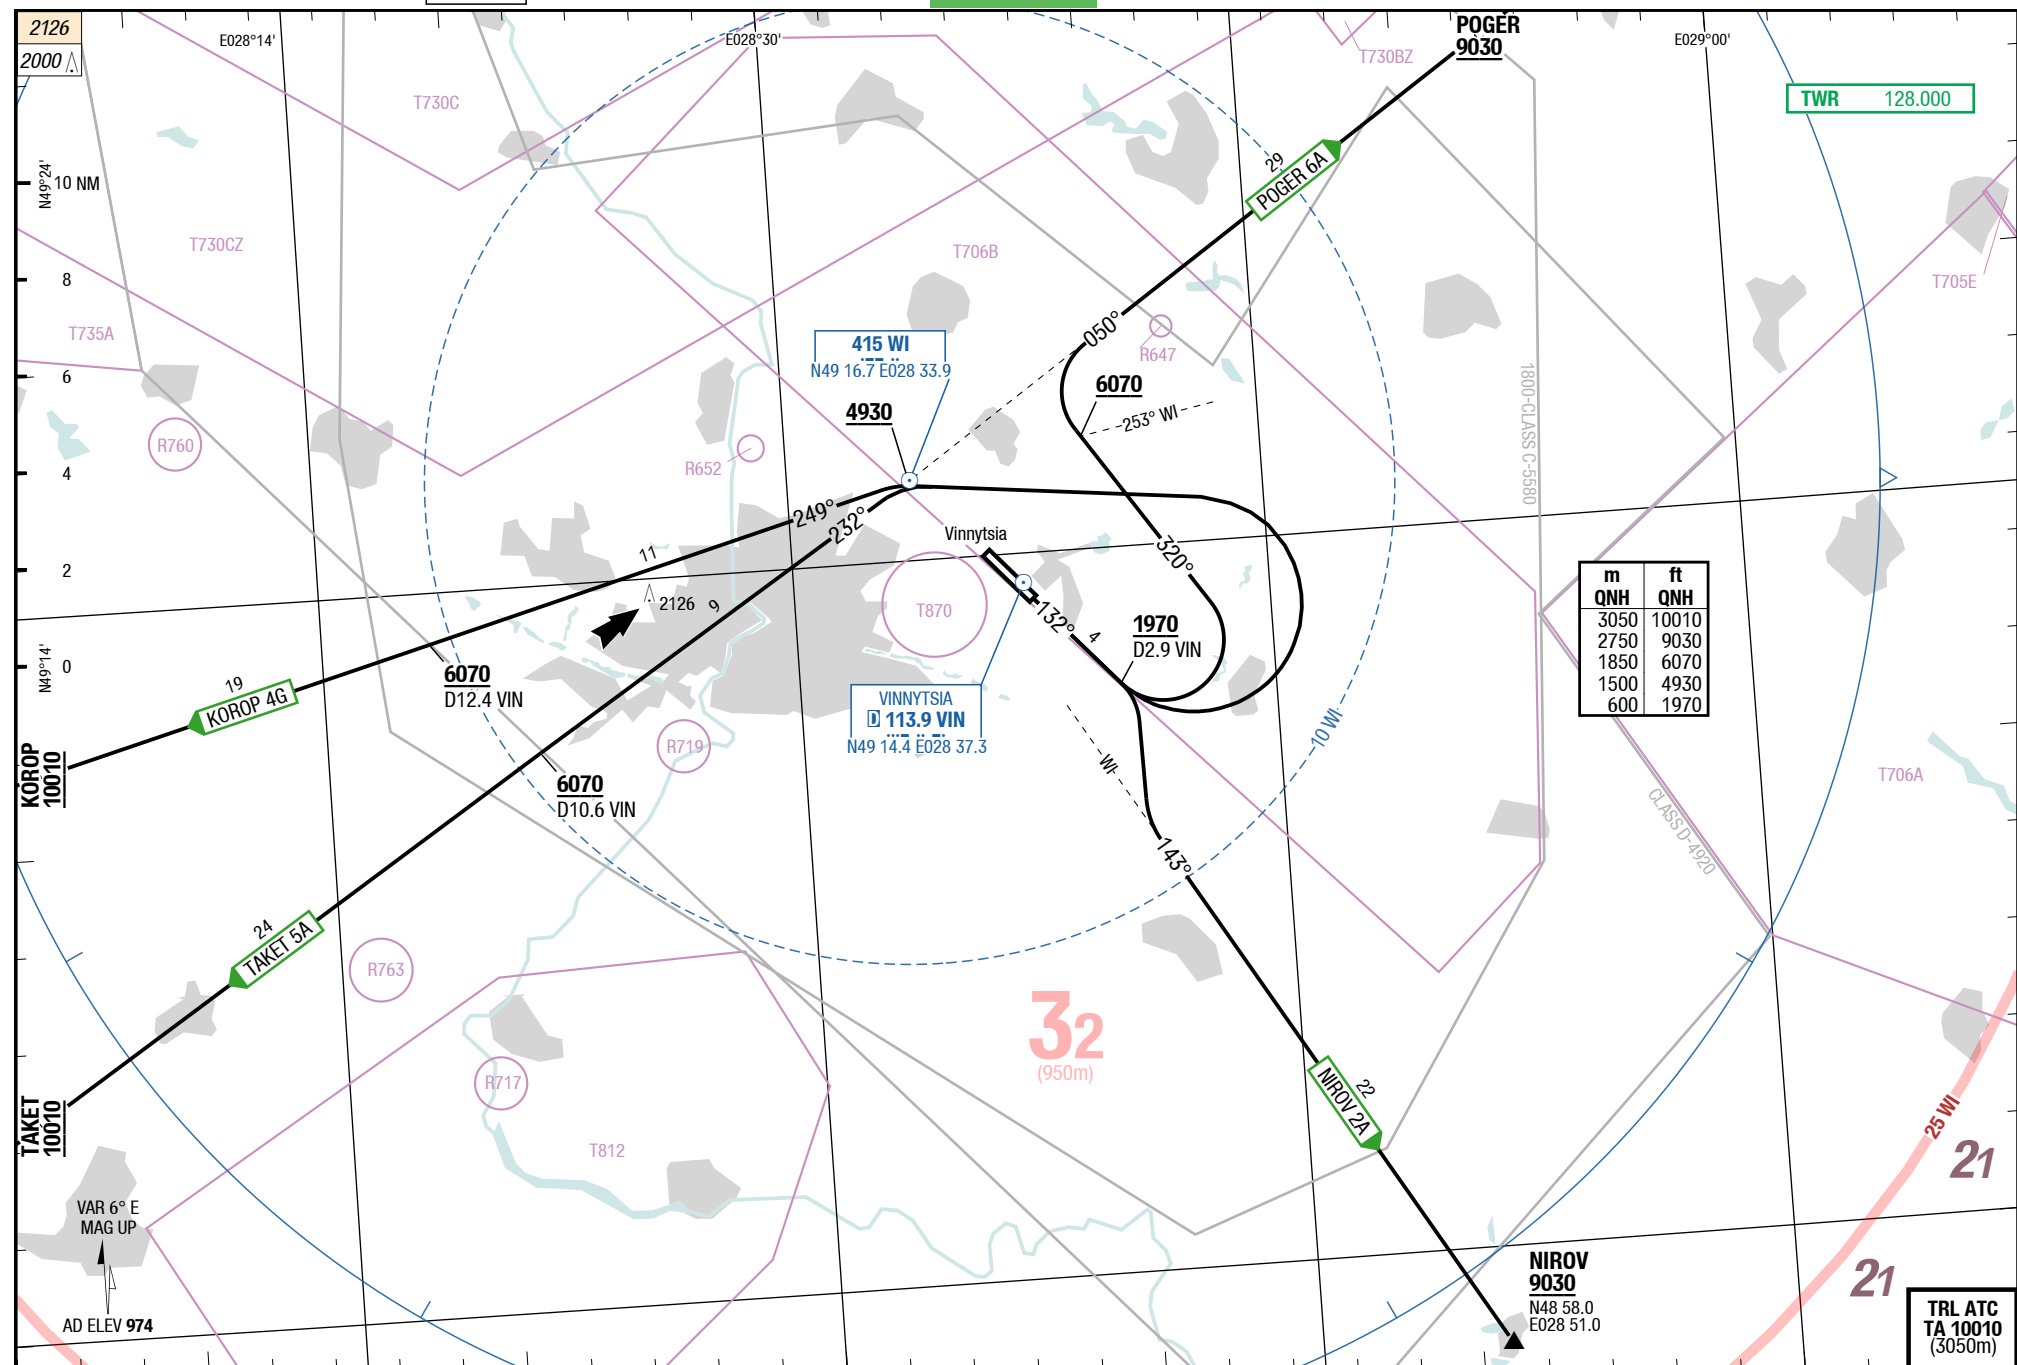 2126
2000
E028°14'
E028°30'
POGER
9030
E029°00'
T730BZ
T730C
TWR 128.000
N49°24'
10 NM
29
POGER 6A
T730CZ
T706B
8
T705E
T735A
050°
R647
415 WI
N49 16.7 E028 33.9
6
6070
1800-CLASS C-5580
4930
253° WI
R760
R652
4
249°
232°
Vinnytsia
320°
11
2
m ft
QNH QNH
3050 10010
2750 9030
1850 6070
1500 4930
600 1970
2126
9
T870
132°
4
1970
D2.9 VIN
N49°14'
0
6070
D12.4 VIN
19
KOROP 4G
VINNYTSIA
D 113.9 VIN
N49 14.4 E028 37.3
10 WI
R719
KOROP
10010
WI
T706A
6070
D10.6 VIN
CLASS D-4920
143°
24
TAKET 5A
R763
32
(950m)
R717
22
NIROV 2A
TAKET
10010
25 WI
T812
21
VAR 6° E
MAG UP
NIROV
9030
N48 58.0
E028 51.0
21
AD ELEV 974
TRL ATC
TA 10010
(3050m)